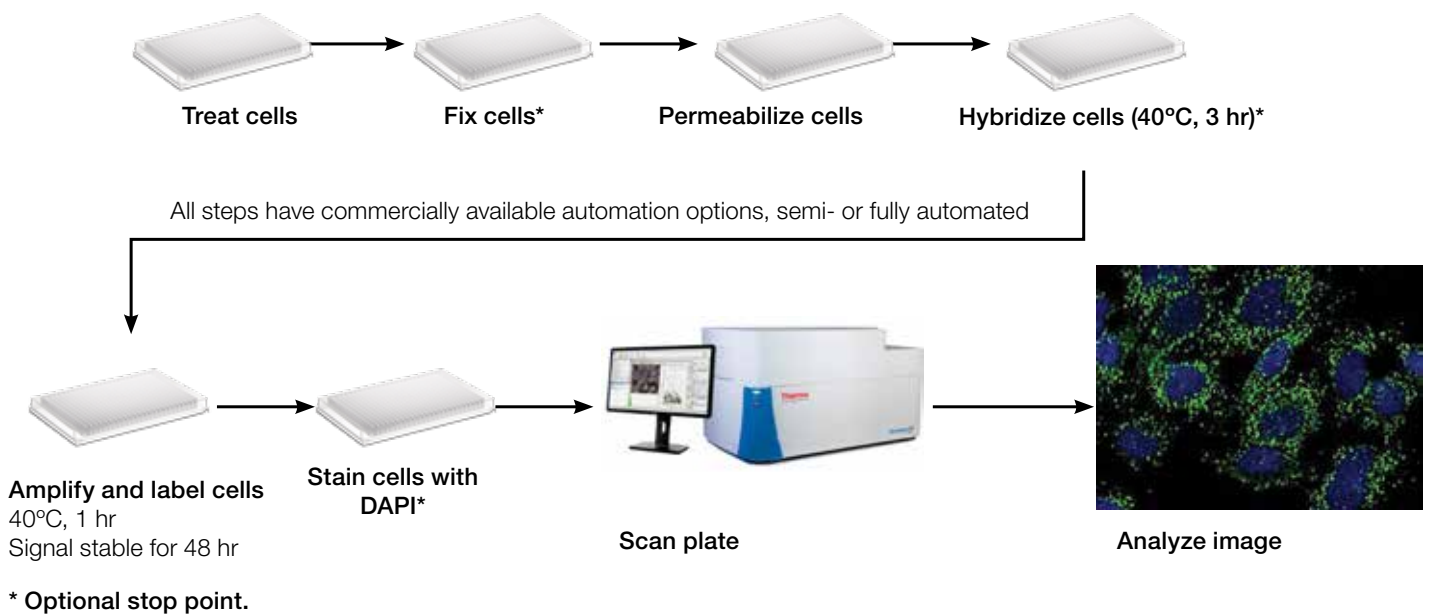 Treat cells
Fix cells*
Permeabilize cells
Hybridize cells (40ºC, 3 hr)*
All steps have commercially available automation options, semi- or fully automated
Thermo
Amplify and label cells
40ºC, 1 hr
Signal stable for 48 hr
Stain cells with
DAPI*
Scan plate
Analyze image
* Optional stop point.